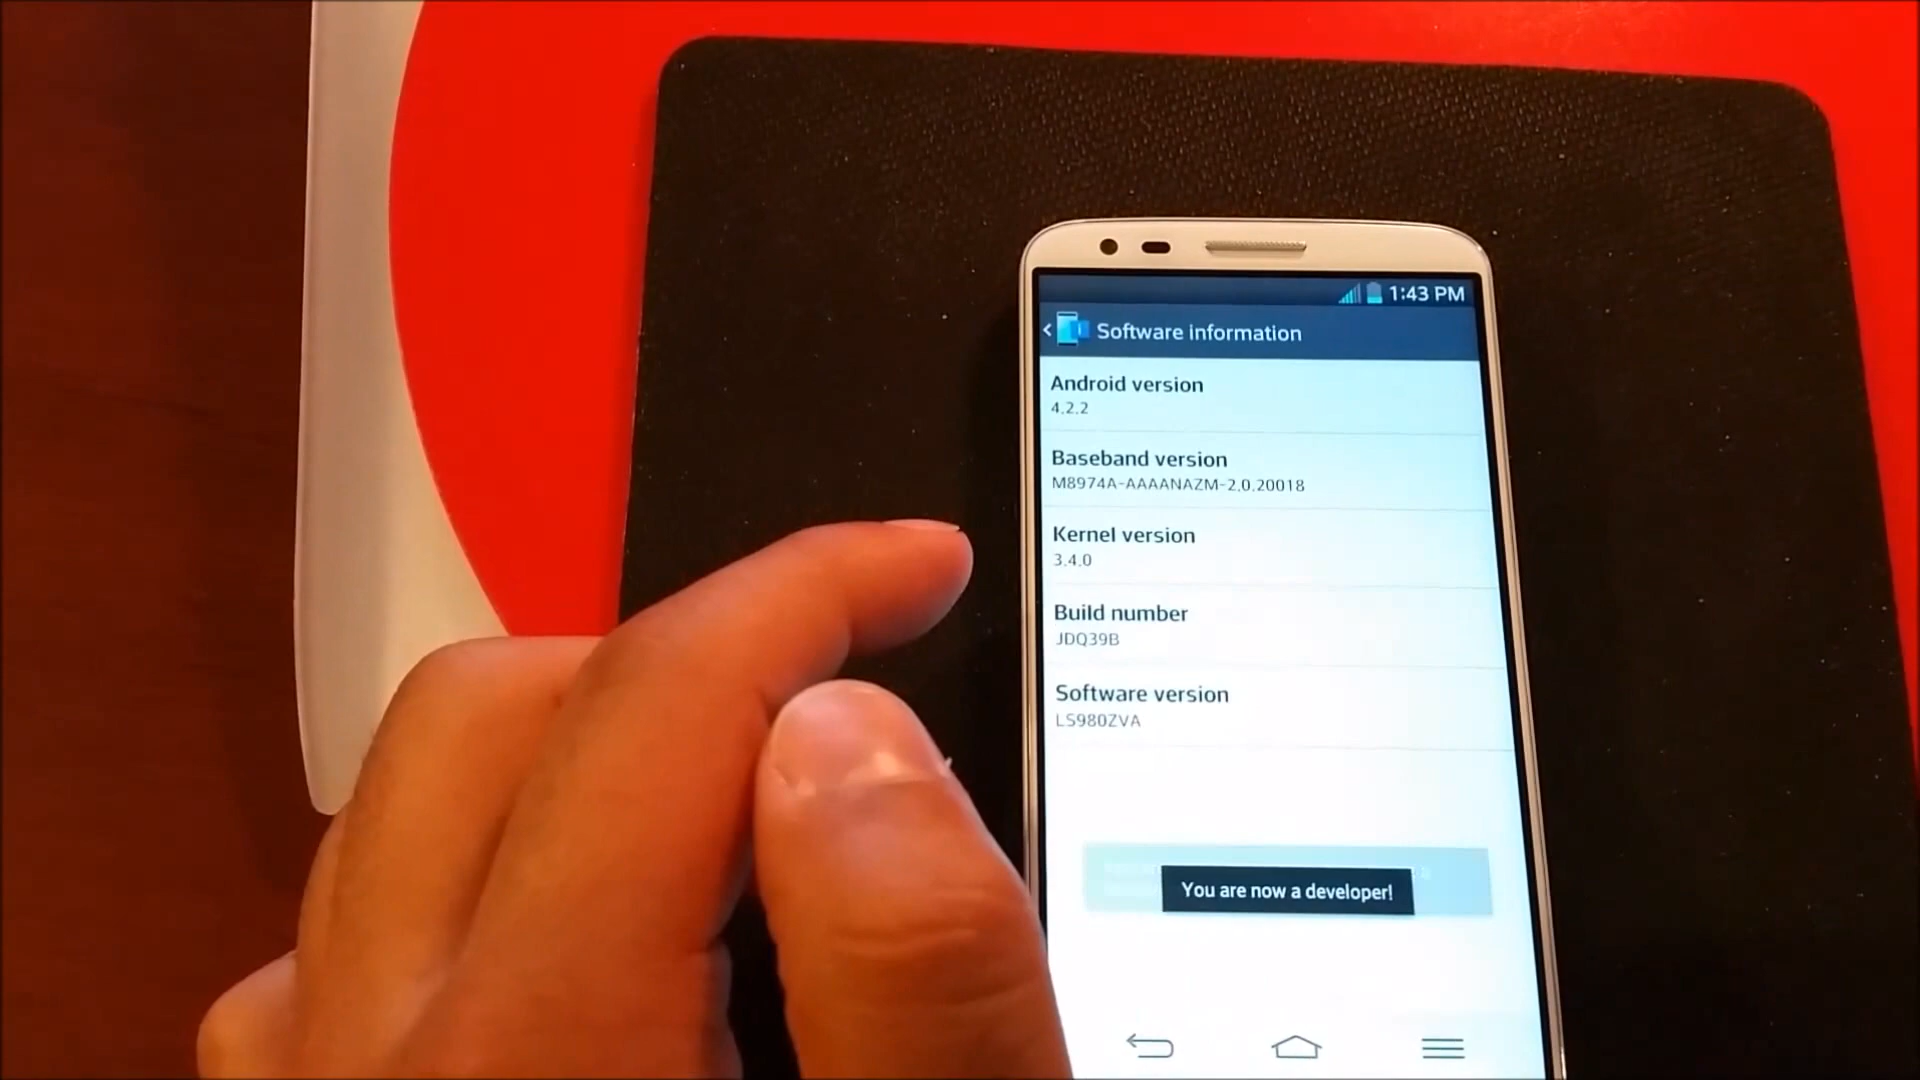 1:43 PM
Software information
Android version
4.2.2
Baseband version
M8974A-AAAANAZM-2.0.20018
Kernel version
3.4.0
Build number
JDQ39B
Software version
LS980ZVA
You are now a developer!